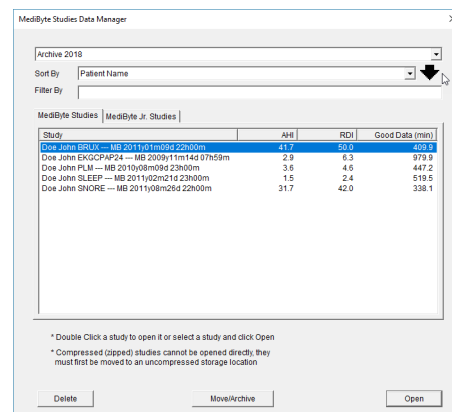 MediByte Studies Data Manager
Archive 2018
Sort By Patient Name
Filter By
MediByte Studies MediByte Jr. Studies
Study AHI RDI Good Data (min)
Doe John BRUX --- MB 2011y01m09d 22h00m 41.7 50.0 409.9
Doe John EKGCPAP24 --- MB 2009y11m14d 07h59m 2.9 6.3 979.9
Doe John PLM --- MB 2010y08m09d 23h00m 3.6 4.6 447.2
Doe John SLEEP --- MB 2011y02m21d 23h00m 1.5 2.4 519.5
Doe John SNORE --- MB 2011y08m26d 22h00m 31.7 42.0 338.1
* Double Click a study to open it or select a study and click Open
* Compressed (zipped) studies cannot be opened directly, they
must first be moved to an uncompressed storage location
Delete Move/Archive Open